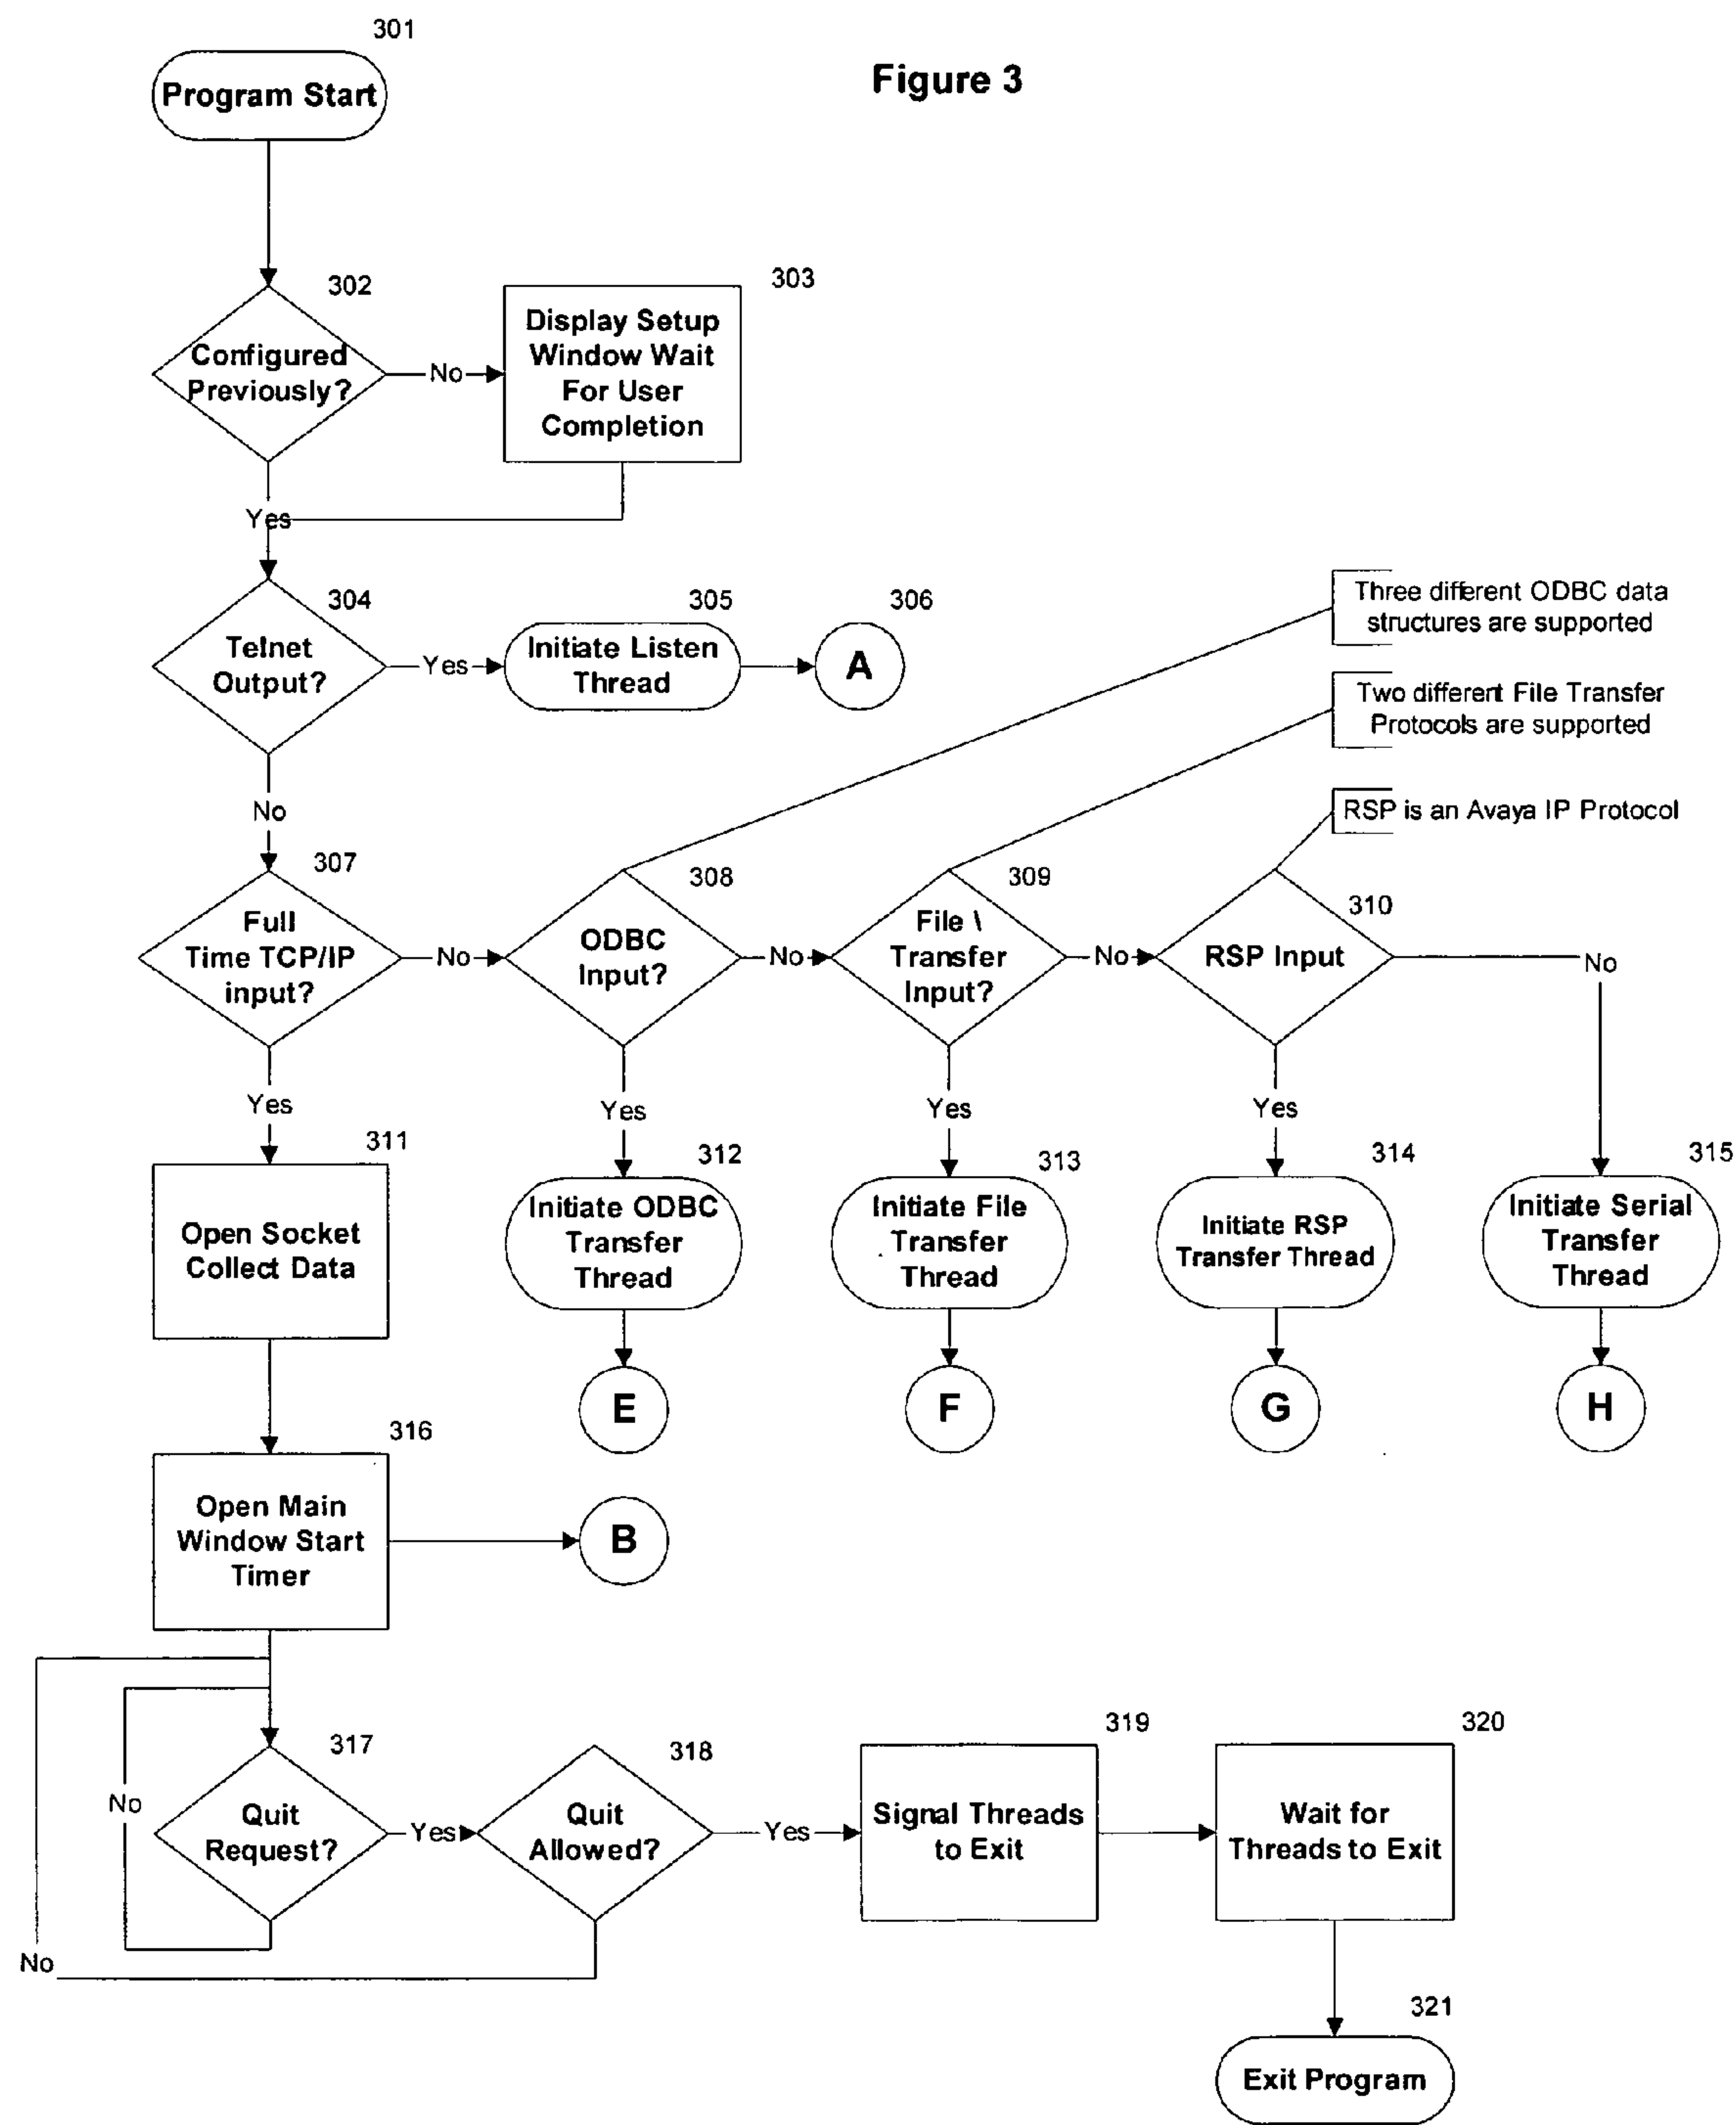 301
Program Start
Figure 3
302
Configured
Previously?
No
303
Display Setup
Window Wait
For User
Completion
Yes
304
Telnet
Output?
Yes
305
Initiate Listen
Thread
306
A
Three different ODBC data
structures are supported
Two different File Transfer
Protocols are supported
RSP is an Avaya IP Protocol
No
307
Full
Time TCP/IP
input?
No
308
ODBC
Input?
No
309
File \
Transfer
Input?
No
310
RSP Input
No
Yes
Yes
Yes
Yes
311
Open Socket
Collect Data
312
Initiate ODBC
Transfer
Thread
313
Initiate File
Transfer
Thread
314
Initiate RSP
Transfer Thread
315
Initiate Serial
Transfer
Thread
E
F
G
H
316
Open Main
Window Start
Timer
B
317
Quit
Request?
No
Yes
318
Quit
Allowed?
No
Yes
319
Signal Threads
to Exit
320
Wait for
Threads to Exit
321
Exit Program